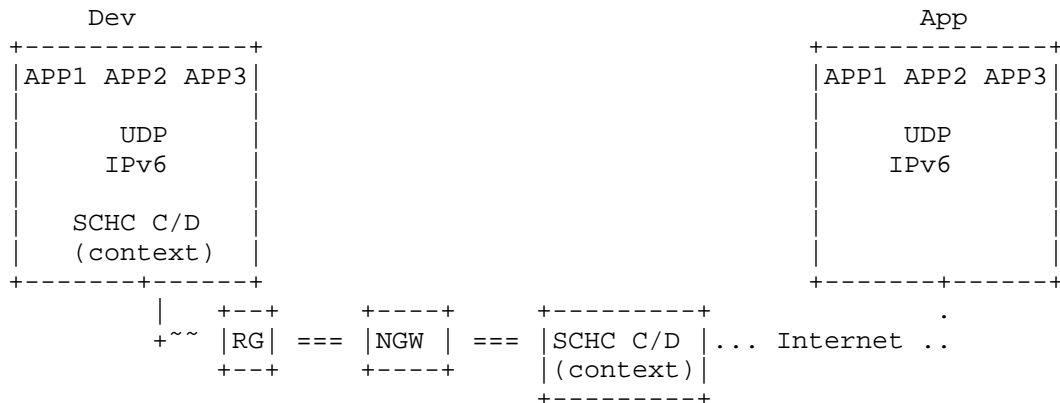 Dev App
APP1 APP2 APP3 APP1 APP2 APP3
UDP UDP
IPv6 IPv6
SCHC C/D
(context)
+~~ |RG| === |NGW | === |SCHC C/D |... Internet ..
|(context)|